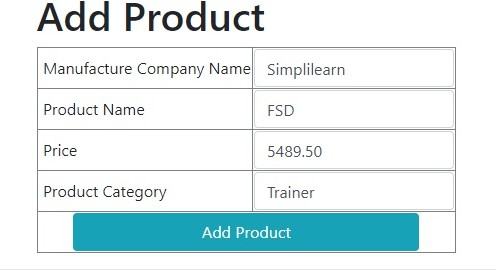 Add Product
Manufacture Company Name Simplilearn
Product Name FSD
Price 5489.50
Product Category Trainer
Add Product